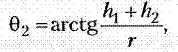 θ₂ = arctg (h₁ + h₂)/r,